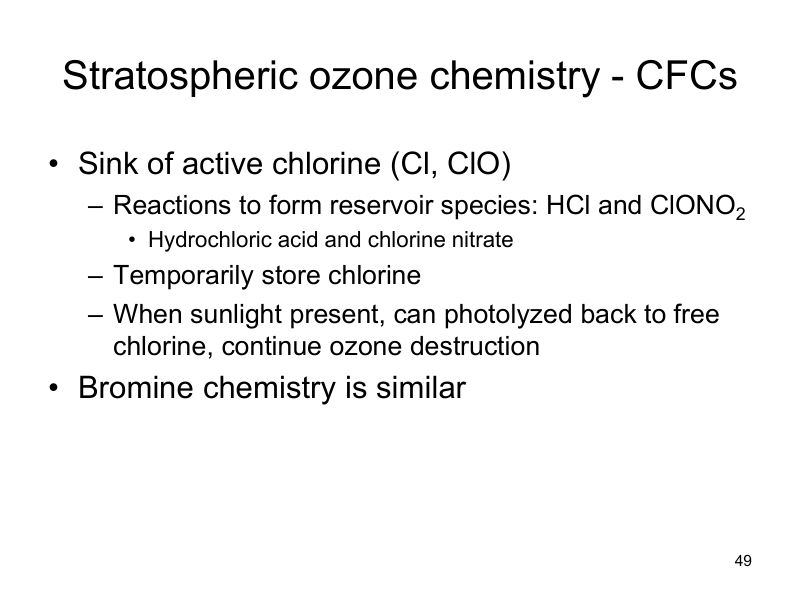 Stratospheric ozone chemistry - CFCs
• Sink of active chlorine (Cl, ClO)
– Reactions to form reservoir species: HCl and ClONO₂
• Hydrochloric acid and chlorine nitrate
– Temporarily store chlorine
– When sunlight present, can photolyzed back to free
chlorine, continue ozone destruction
• Bromine chemistry is similar
49